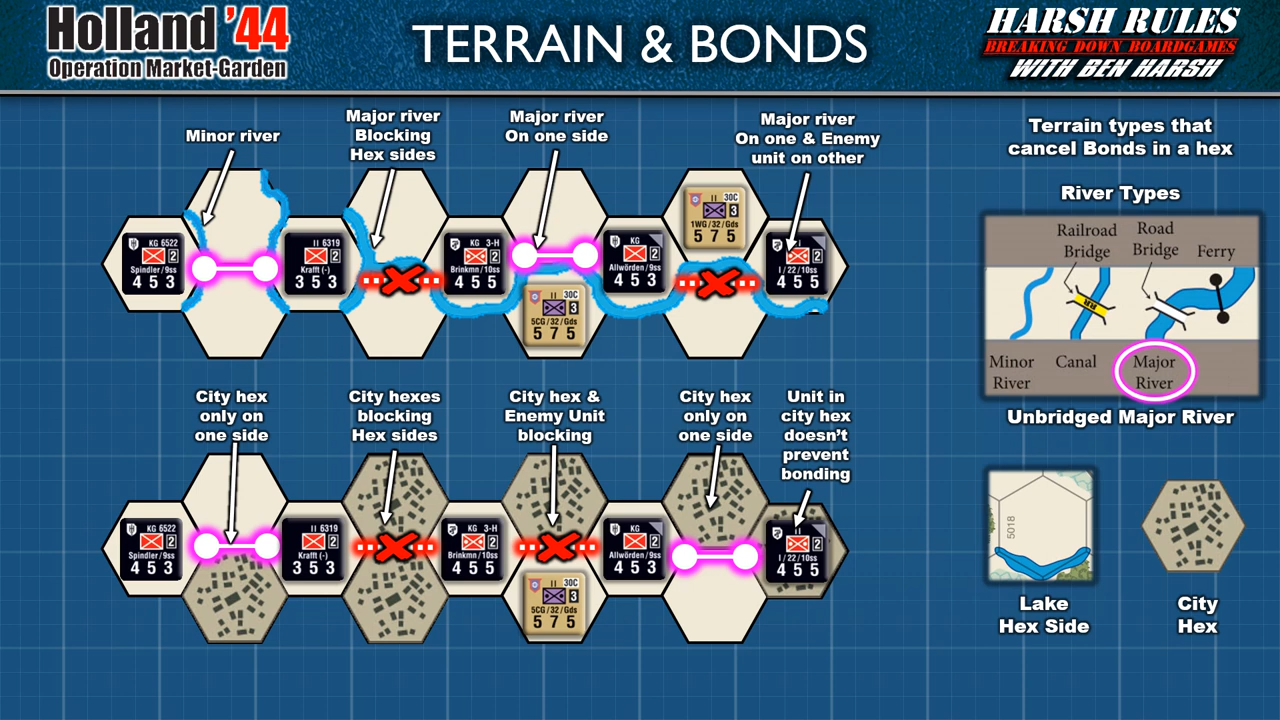 Holland '44
Operation Market-Garden
TERRAIN & BONDS
HARSH RULES
BREAKING DOWN BOARDGAMES
WITH BEN HARSH
Minor river
Major river
Blocking
Hex sides
Major river
On one side
Major river
On one & Enemy
unit on other
KG 6522
2
Spindler/9ss
4 5 3
II 6319
2
Krafft (-)
3 5 3
KG 3-H
2
Brinkmn/10ss
4 5 5
II 30C
3
5CG/32/Gds
5 7 5
KG
2
Allwörden/9ss
4 5 3
II 30C
3
1WG/32/Gds
5 7 5
2
I/22/10ss
4 5 5
City hex
only on
one side
City hexes
blocking
Hex sides
City hex &
Enemy Unit
blocking
City hex
only on
one side
Unit in
city hex
doesn't
prevent
bonding
KG 6522
2
Spindler/9ss
4 5 3
II 6319
2
Krafft (-)
3 5 3
KG 3-H
2
Brinkmn/10ss
4 5 5
II 30C
3
5CG/32/Gds
5 7 5
KG
2
Allwörden/9ss
4 5 3
2
I/22/10ss
4 5 5
Terrain types that
cancel Bonds in a hex
River Types
Railroad
Bridge
Road
Bridge
Ferry
RR
Minor
River
Canal
Major
River
Unbridged Major River
5018
Lake
Hex Side
City
Hex